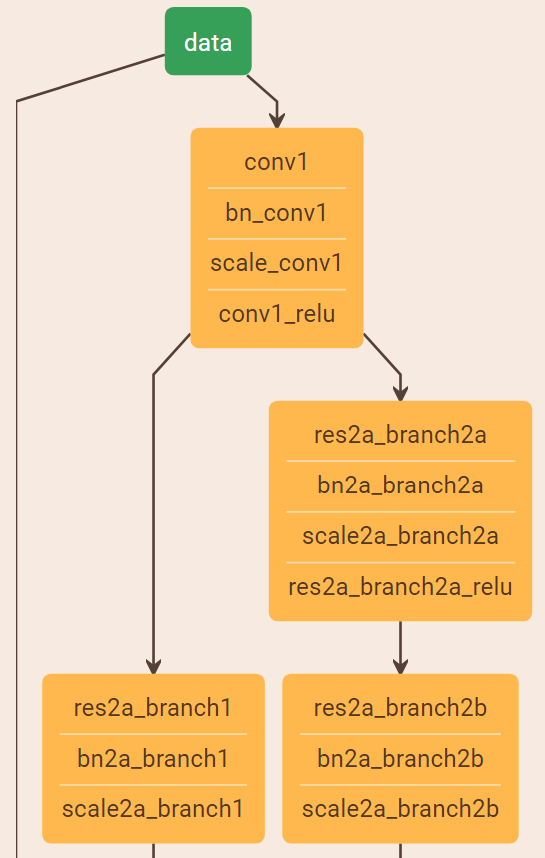 data
conv1
bn_conv1
scale_conv1
conv1_relu
res2a_branch2a
bn2a_branch2a
scale2a_branch2a
res2a_branch2a_relu
res2a_branch1
bn2a_branch1
scale2a_branch1
res2a_branch2b
bn2a_branch2b
scale2a_branch2b